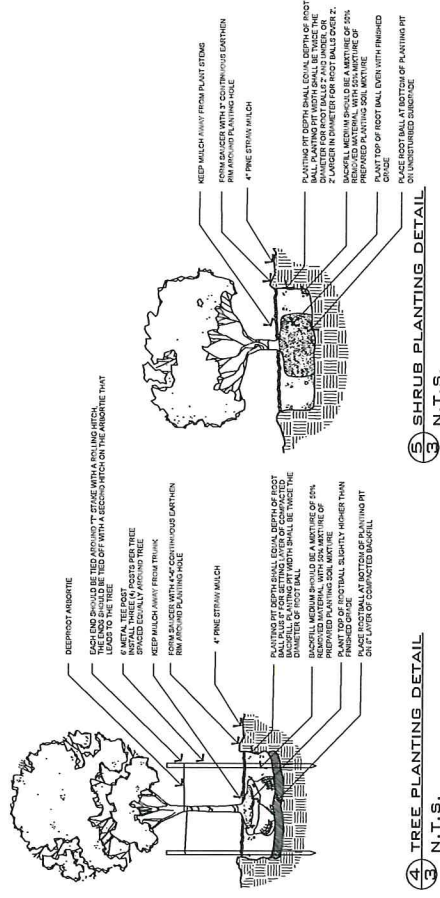 DEEPROOT ARBORTIE
EACH END SHOULD BE TIED AROUND "T" STAKE WITH A ROLLING HITCH.
THE ENDS SHOULD BE TIED OFF WITH A SECOND HITCH ON THE ARBORTIE THAT
LEADS TO THE TREE
6' METAL TEE POST
INSTALL THREE (4) POSTS PER TREE
SPACED EQUALLY AROUND TREE
KEEP MULCH AWAY FROM TRUNK
FORM SAUCER WITH CONTINUOUS EARTHEN
RIM AROUND PLANTING HOLE
4" PINE STRAW MULCH
PLANTING PIT DEPTH SHALL EQUAL DEPTH OF ROOT
BALL PLUS FOR SETTING LAYER OF COMPACTED
BACKFILL. PLANTING PIT WIDTH SHALL BE TWICE THE
DIAMETER OF ROOT BALL
BACKFILL MEDIUM SHOULD BE A MIXTURE OF 50%
REMOVED MATERIAL, WITH 50% MIXTURE OF
PREPARED PLANTING SOIL MIXTURE
PLANT TOP OF ROOTBALL SLIGHTLY HIGHER THAN
FINISHED GRADE
PLACE ROOTBALL AT BOTTOM OF PLANTING PIT
ON LAYER OF COMPACTED BACKFILL
4
3
TREE PLANTING DETAIL
N.T.S.
KEEP MULCH AWAY FROM PLANT STEMS
FORM SAUCER WITH 3" CONTINUOUS EARTHEN
RIM AROUND PLANTING HOLE
4" PINE STRAW MULCH
PLANTING PIT DEPTH SHALL EQUAL DEPTH OF ROOT
BALL. PLANTING PIT WIDTH SHALL BE TWICE THE
DIAMETER FOR ROOT BALLS 2' AND UNDER, OR
2' LARGER IN DIAMETER FOR ROOT BALLS OVER 2'.
BACKFILL MEDIUM SHOULD BE A MIXTURE OF 50%
REMOVED MATERIAL, WITH 50% MIXTURE OF
PREPARED PLANTING SOIL MIXTURE
PLANT TOP OF ROOT BALL EVEN WITH FINISHED
GRADE
PLACE ROOT BALL AT BOTTOM OF PLANTING PIT
ON UNDISTURBED SUBGRADE
5
3
SHRUB PLANTING DETAIL
N.T.S.